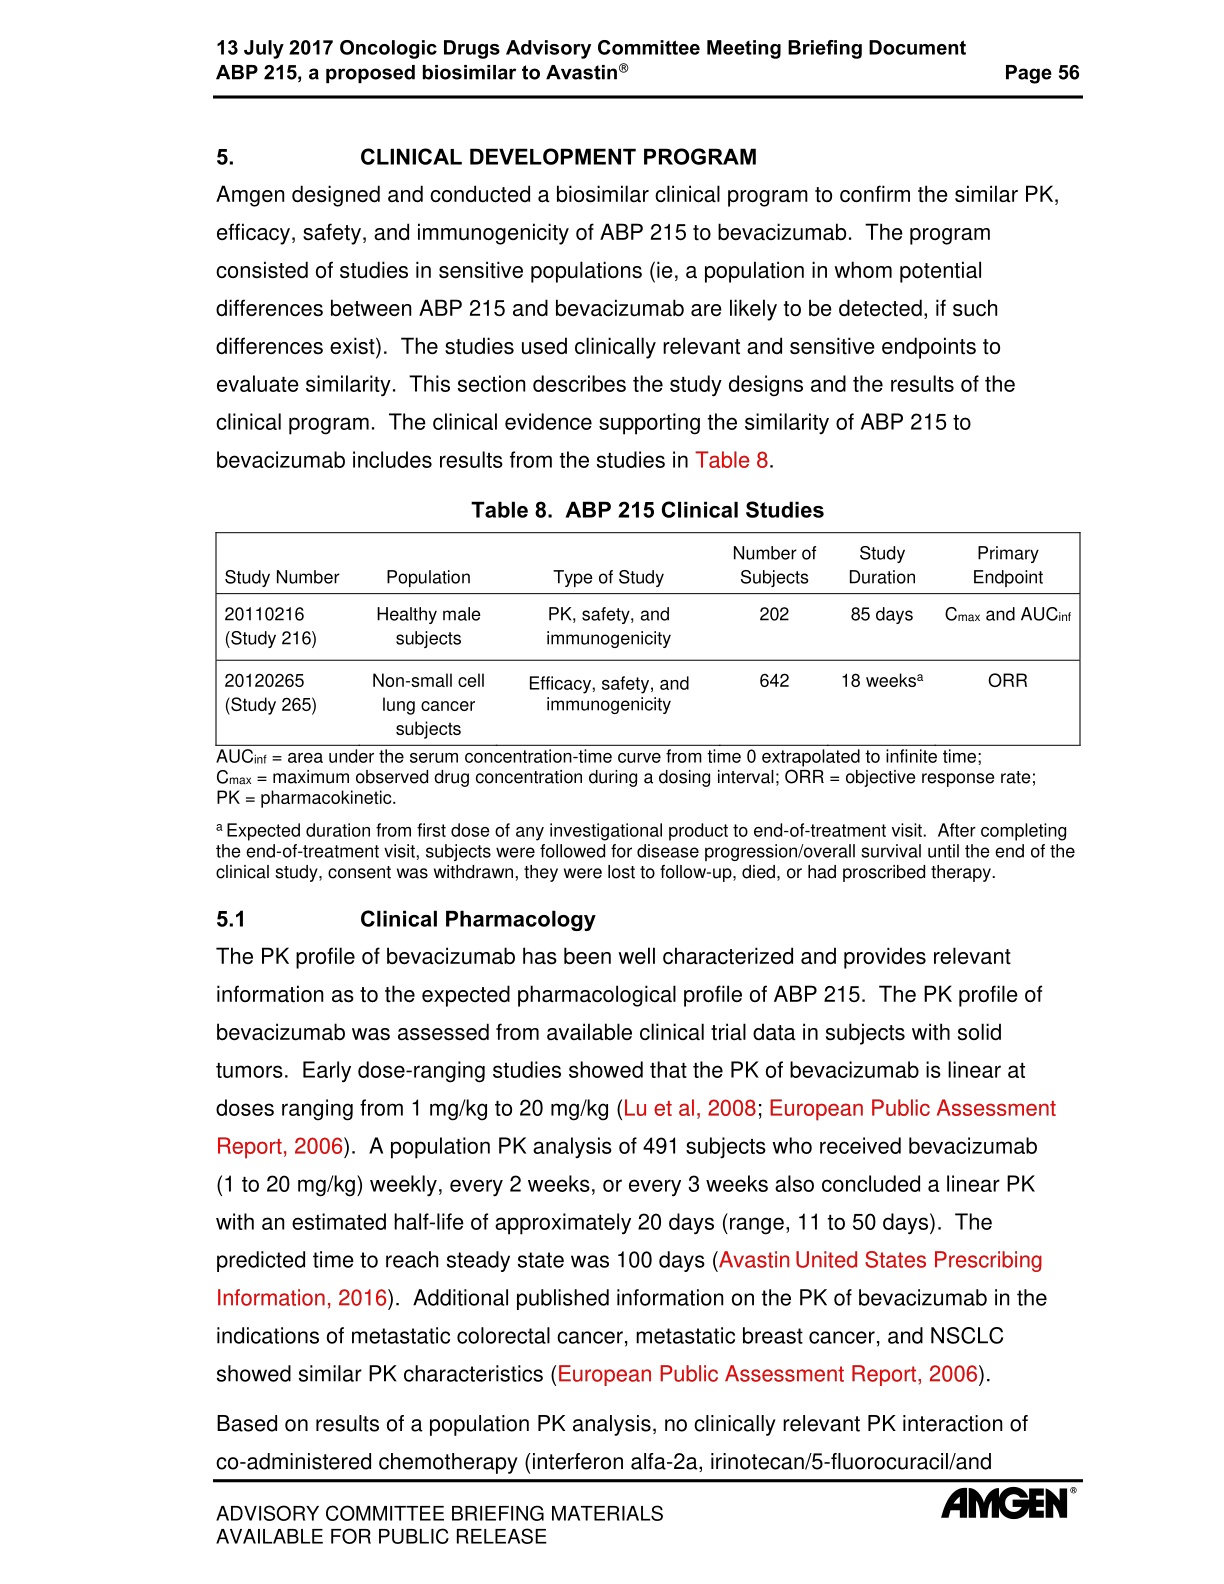 13 July 2017 Oncologic Drugs Advisory Committee Meeting Briefing Document
ABP 215, a proposed biosimilar to Avastin® Page 56
5. CLINICAL DEVELOPMENT PROGRAM
Amgen designed and conducted a biosimilar clinical program to confirm the similar PK,
efficacy, safety, and immunogenicity of ABP 215 to bevacizumab.  The program
consisted of studies in sensitive populations (ie, a population in whom potential
differences between ABP 215 and bevacizumab are likely to be detected, if such
differences exist).  The studies used clinically relevant and sensitive endpoints to
evaluate similarity.  This section describes the study designs and the results of the
clinical program.  The clinical evidence supporting the similarity of ABP 215 to
bevacizumab includes results from the studies in Table 8.
Table 8.  ABP 215 Clinical Studies
Number of Study Primary
Study Number Population Type of Study Subjects Duration Endpoint
20110216 Healthy male PK, safety, and 202 85 days Cmax and AUCinf
(Study 216) subjects immunogenicity
20120265 Non-small cell Efficacy, safety, and 642 18 weeksª ORR
(Study 265) lung cancer immunogenicity
subjects
AUCinf = area under the serum concentration-time curve from time 0 extrapolated to infinite time;
Cmax = maximum observed drug concentration during a dosing interval; ORR = objective response rate;
PK = pharmacokinetic.
ª Expected duration from first dose of any investigational product to end-of-treatment visit.  After completing
the end-of-treatment visit, subjects were followed for disease progression/overall survival until the end of the
clinical study, consent was withdrawn, they were lost to follow-up, died, or had proscribed therapy.
5.1 Clinical Pharmacology
The PK profile of bevacizumab has been well characterized and provides relevant
information as to the expected pharmacological profile of ABP 215.  The PK profile of
bevacizumab was assessed from available clinical trial data in subjects with solid
tumors.  Early dose-ranging studies showed that the PK of bevacizumab is linear at
doses ranging from 1 mg/kg to 20 mg/kg (Lu et al, 2008; European Public Assessment
Report, 2006).  A population PK analysis of 491 subjects who received bevacizumab
(1 to 20 mg/kg) weekly, every 2 weeks, or every 3 weeks also concluded a linear PK
with an estimated half-life of approximately 20 days (range, 11 to 50 days).  The
predicted time to reach steady state was 100 days (Avastin United States Prescribing
Information, 2016).  Additional published information on the PK of bevacizumab in the
indications of metastatic colorectal cancer, metastatic breast cancer, and NSCLC
showed similar PK characteristics (European Public Assessment Report, 2006).
Based on results of a population PK analysis, no clinically relevant PK interaction of
co-administered chemotherapy (interferon alfa-2a, irinotecan/5-fluorocuracil/and
ADVISORY COMMITTEE BRIEFING MATERIALS AMGEN®
AVAILABLE FOR PUBLIC RELEASE